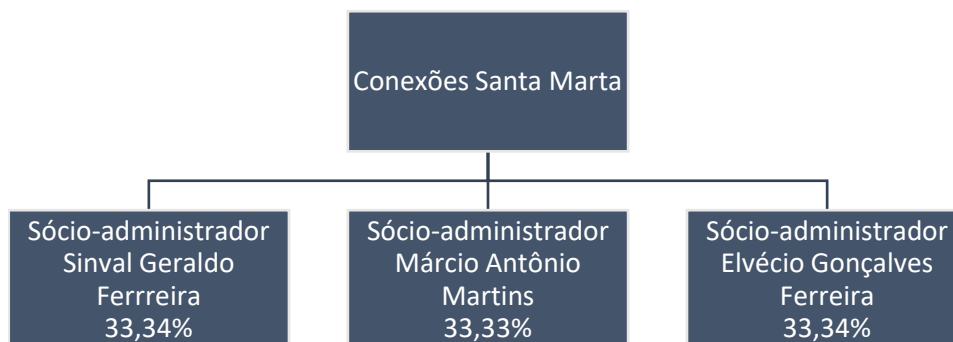 Conexões Santa Marta
Sócio-administrador
Sinval Geraldo
Ferrreira
33,34%
Sócio-administrador
Márcio Antônio
Martins
33,33%
Sócio-administrador
Elvécio Gonçalves
Ferreira
33,34%